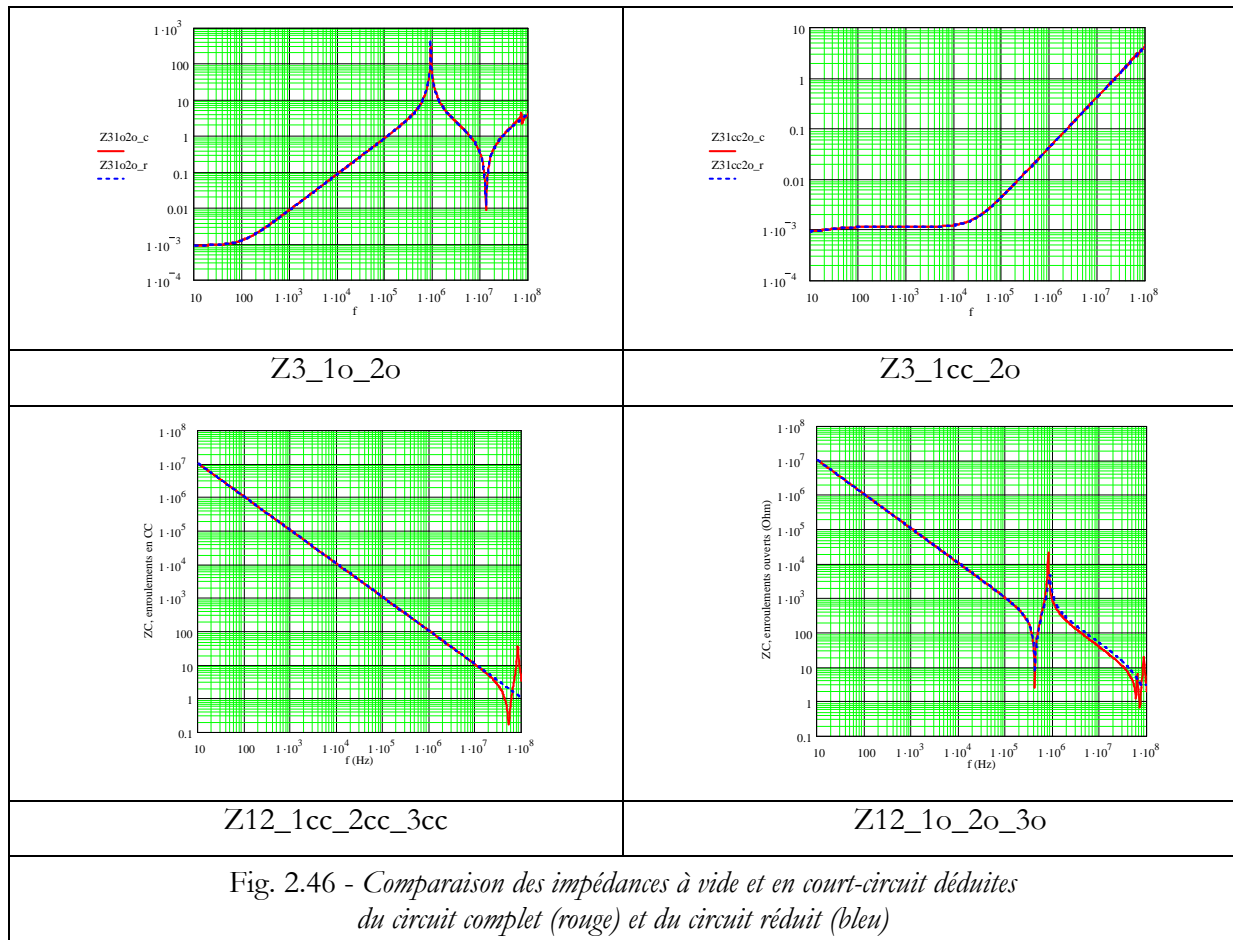 1·10³
100
10
1
0.1
0.01
1·10⁻³
1·10⁻⁴
Z31o2o_c
Z31o2o_r
10 100 1·10³ 1·10⁴ 1·10⁵ 1·10⁶ 1·10⁷ 1·10⁸
f
10
1
0.1
0.01
1·10⁻³
1·10⁻⁴
Z31cc2o_c
Z31cc2o_r
10 100 1·10³ 1·10⁴ 1·10⁵ 1·10⁶ 1·10⁷ 1·10⁸
f
Z3_1o_2o
Z3_1cc_2o
ZC, enroulements en CC
1·10⁸
1·10⁷
1·10⁶
1·10⁵
1·10⁴
1·10³
100
10
1
0.1
10 100 1·10³ 1·10⁴ 1·10⁵ 1·10⁶ 1·10⁷ 1·10⁸
f (Hz)
ZC, enroulements ouverts (Ohm)
1·10⁸
1·10⁷
1·10⁶
1·10⁵
1·10⁴
1·10³
100
10
1
0.1
10 100 1·10³ 1·10⁴ 1·10⁵ 1·10⁶ 1·10⁷ 1·10⁸
f (Hz)
Z12_1cc_2cc_3cc
Z12_1o_2o_3o
Fig. 2.46 - Comparaison des impédances à vide et en court-circuit déduites
du circuit complet (rouge) et du circuit réduit (bleu)